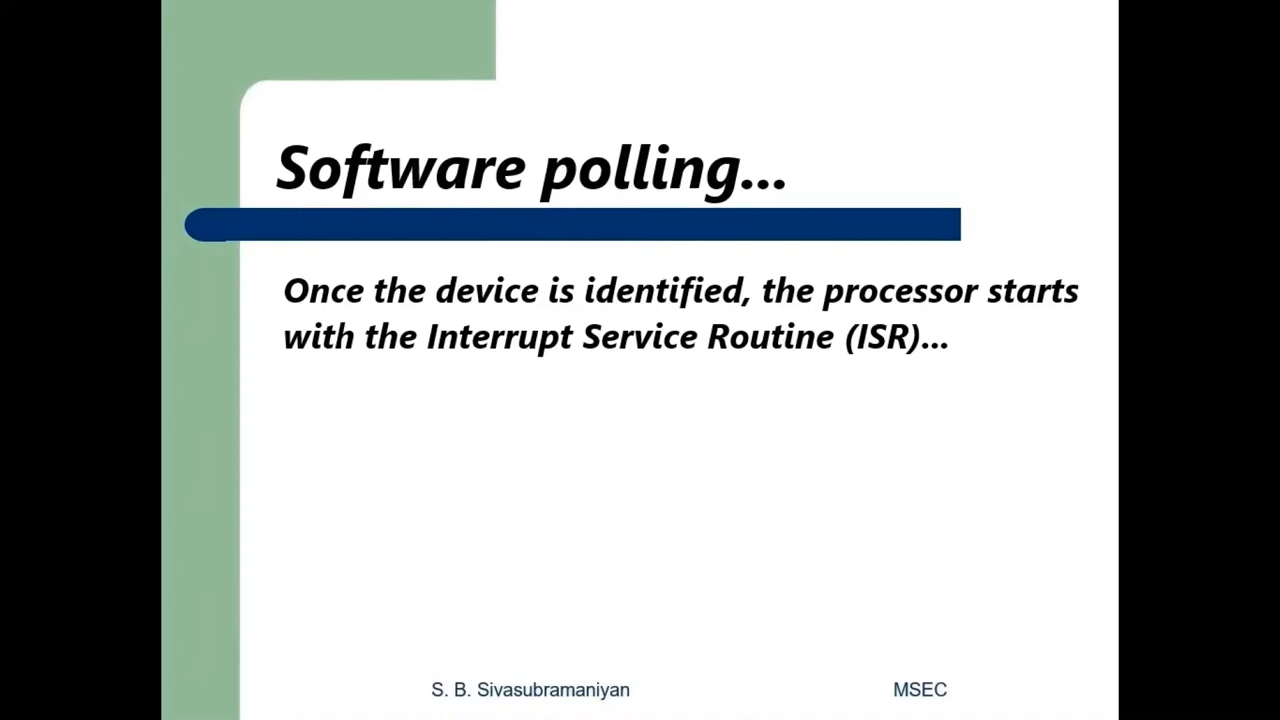 Software polling...
Once the device is identified, the processor starts
with the Interrupt Service Routine (ISR)...
S. B. Sivasubramaniyan
MSEC